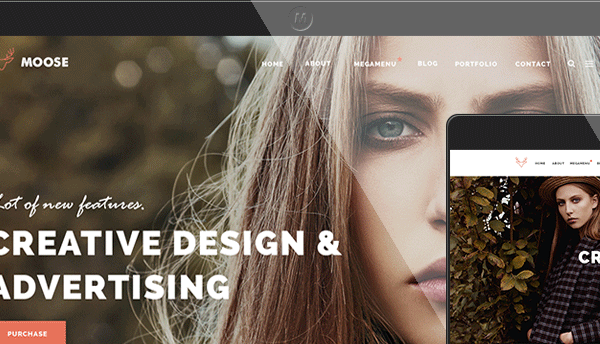 M
MOOSE
HOME ABOUT MEGAMENU BLOG PORTFOLIO CONTACT
HOME ABOUT MEGAMENU
Lot of new features.
CREATIVE DESIGN &
ADVERTISING
CR
PURCHASE